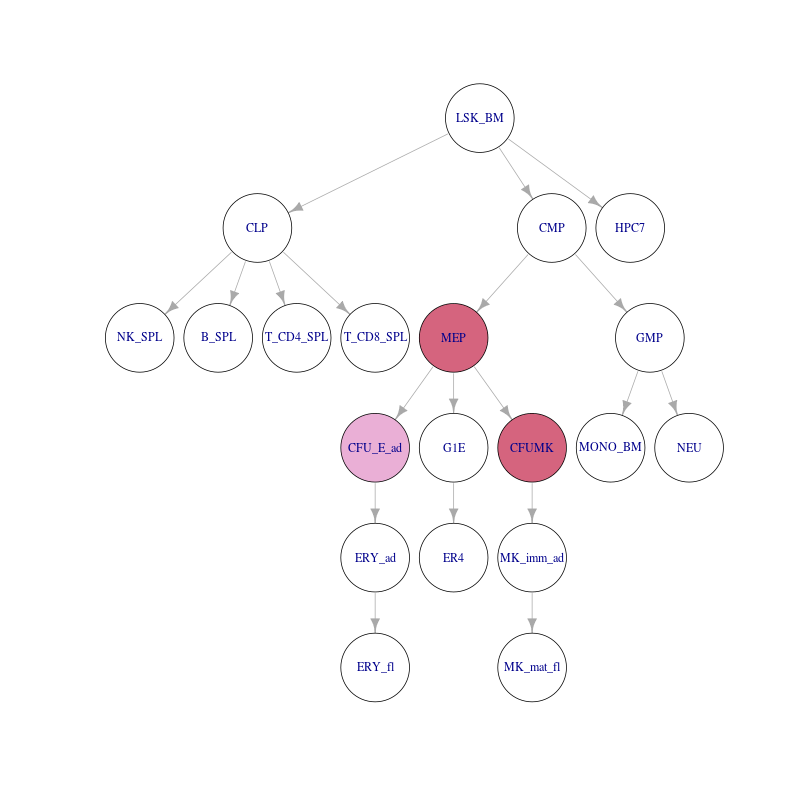 LSK_BM
CLP
CMP
HPC7
NK_SPL
B_SPL
T_CD4_SPL
T_CD8_SPL
MEP
GMP
CFU_E_ad
G1E
CFUMK
MONO_BM
NEU
ERY_ad
ER4
MK_imm_ad
ERY_fl
MK_mat_fl